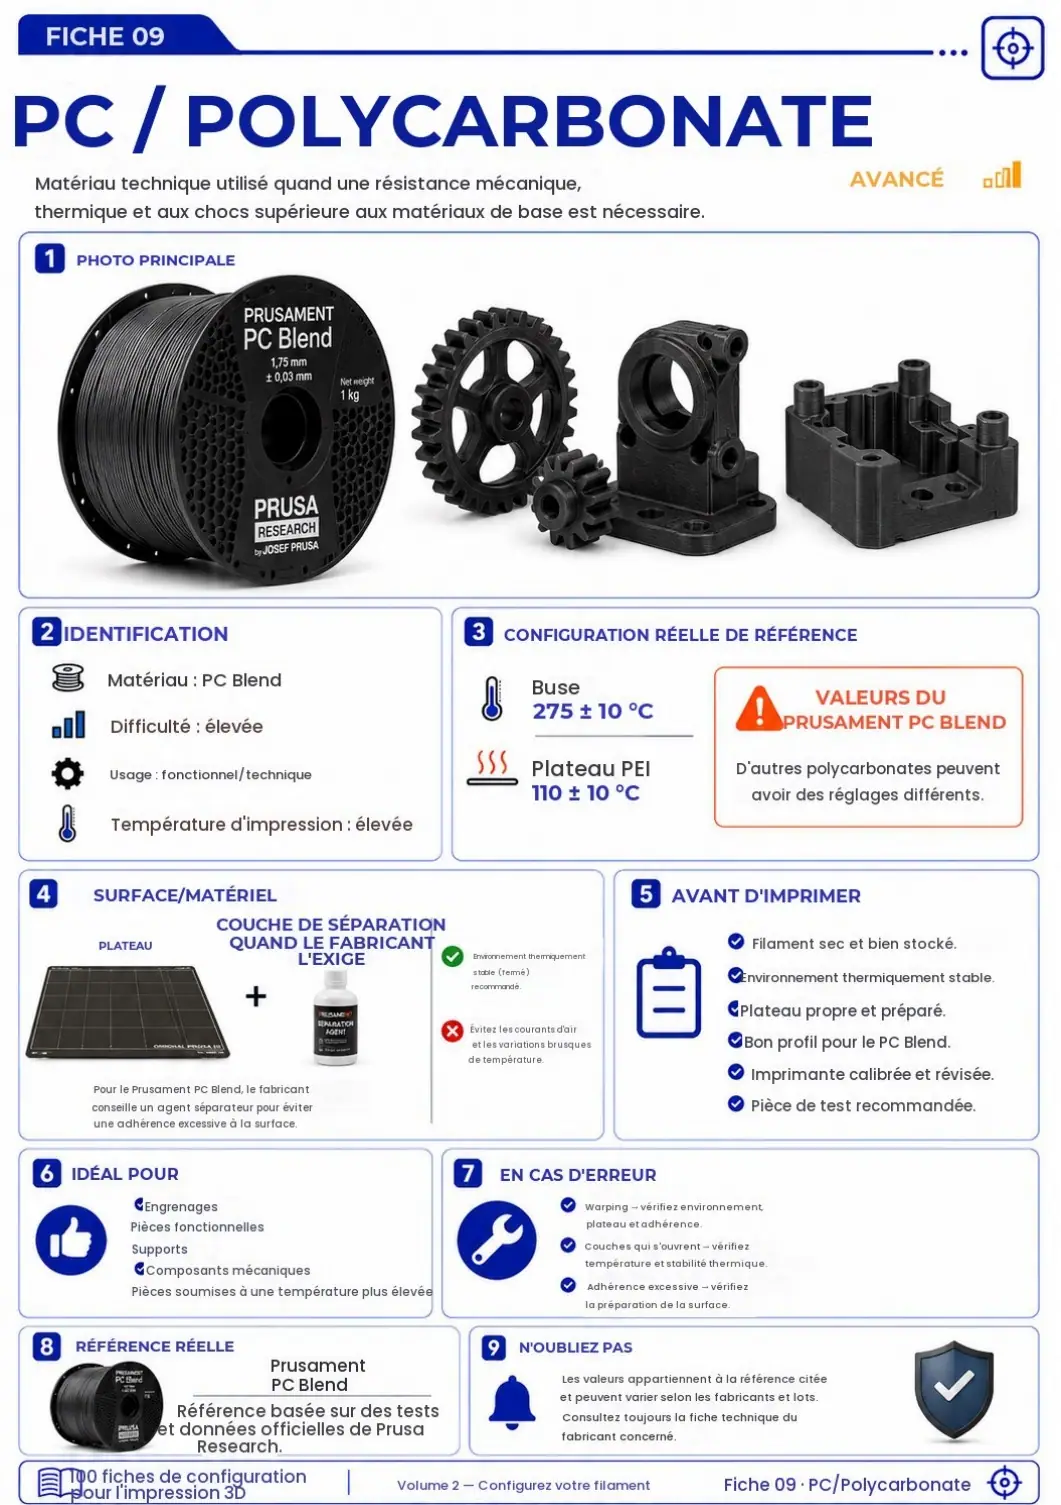 FICHE 09
PC / POLYCARBONATE
Matériau technique utilisé quand une résistance mécanique,
thermique et aux chocs supérieure aux matériaux de base est nécessaire.
AVANCÉ
1 PHOTO PRINCIPALE
PRUSAMENT
PC Blend
1,75 mm
± 0,03 mm
Net weight
1 kg
PRUSA
RESEARCH
by JOSEF PRUSA
2 IDENTIFICATION
Matériau : PC Blend
Difficulté : élevée
Usage : fonctionnel/technique
Température d'impression : élevée
3 CONFIGURATION RÉELLE DE RÉFÉRENCE
Buse
275 ± 10 °C
Plateau PEI
110 ± 10 °C
VALEURS DU
PRUSAMENT PC BLEND
D'autres polycarbonates peuvent
avoir des réglages différents.
4 SURFACE/MATÉRIEL
PLATEAU
COUCHE DE SÉPARATION
QUAND LE FABRICANT
L'EXIGE
+
SEPARATION
AGENT
Pour le Prusament PC Blend, le fabricant
conseille un agent séparateur pour éviter
une adhérence excessive à la surface.
Environnement thermiquement
stable (fermé)
recommandé.
Évitez les courants d'air
et les variations brusques
de température.
5 AVANT D'IMPRIMER
Filament sec et bien stocké.
Environnement thermiquement stable.
Plateau propre et préparé.
Bon profil pour le PC Blend.
Imprimante calibrée et révisée.
Pièce de test recommandée.
6 IDÉAL POUR
Engrenages
Pièces fonctionnelles
Supports
Composants mécaniques
Pièces soumises à une température plus élevée
7 EN CAS D'ERREUR
Warping → vérifiez environnement,
plateau et adhérence.
Couches qui s'ouvrent → vérifiez
température et stabilité thermique.
Adhérence excessive → vérifiez
la préparation de la surface.
8 RÉFÉRENCE RÉELLE
PRUSAMENT
PC Blend
PRUSA
Prusament
PC Blend
Référence basée sur des tests
et données officielles de Prusa
Research.
9 N'OUBLIEZ PAS
Les valeurs appartiennent à la référence citée
et peuvent varier selon les fabricants et lots.
Consultez toujours la fiche technique du
fabricant concerné.
100 fiches de configuration
pour l'impression 3D
Volume 2 — Configurez votre filament
Fiche 09 · PC/Polycarbonate